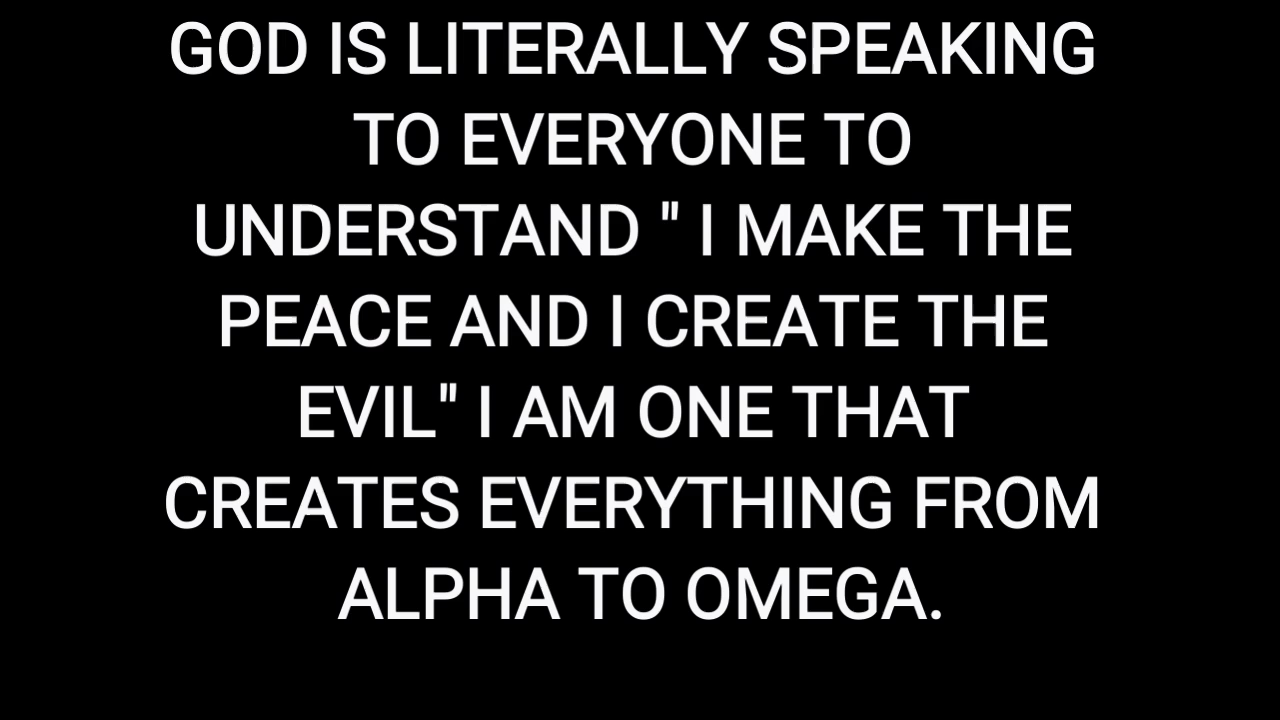 GOD IS LITERALLY SPEAKING
TO EVERYONE TO
UNDERSTAND " I MAKE THE
PEACE AND I CREATE THE
EVIL" I AM ONE THAT
CREATES EVERYTHING FROM
ALPHA TO OMEGA.